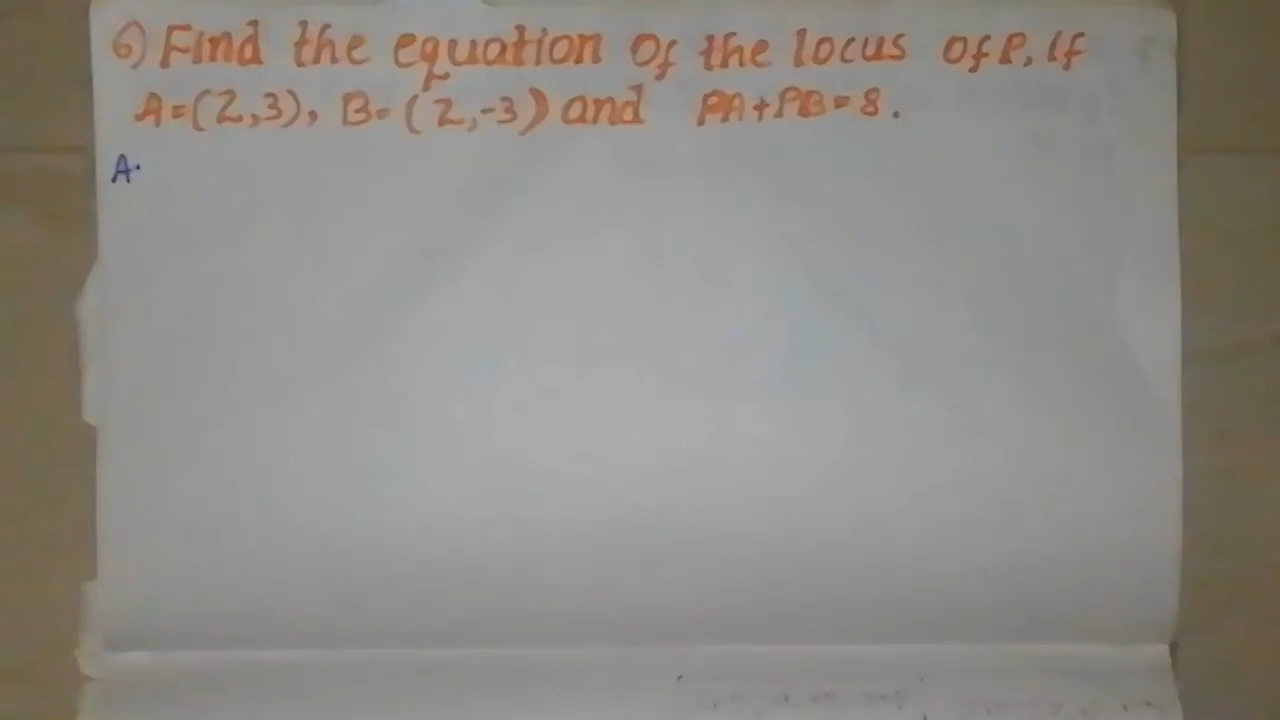 6) Find the equation of the locus of P, if
A=(2,3), B=(2,-3) and PA+PB=8.
A.